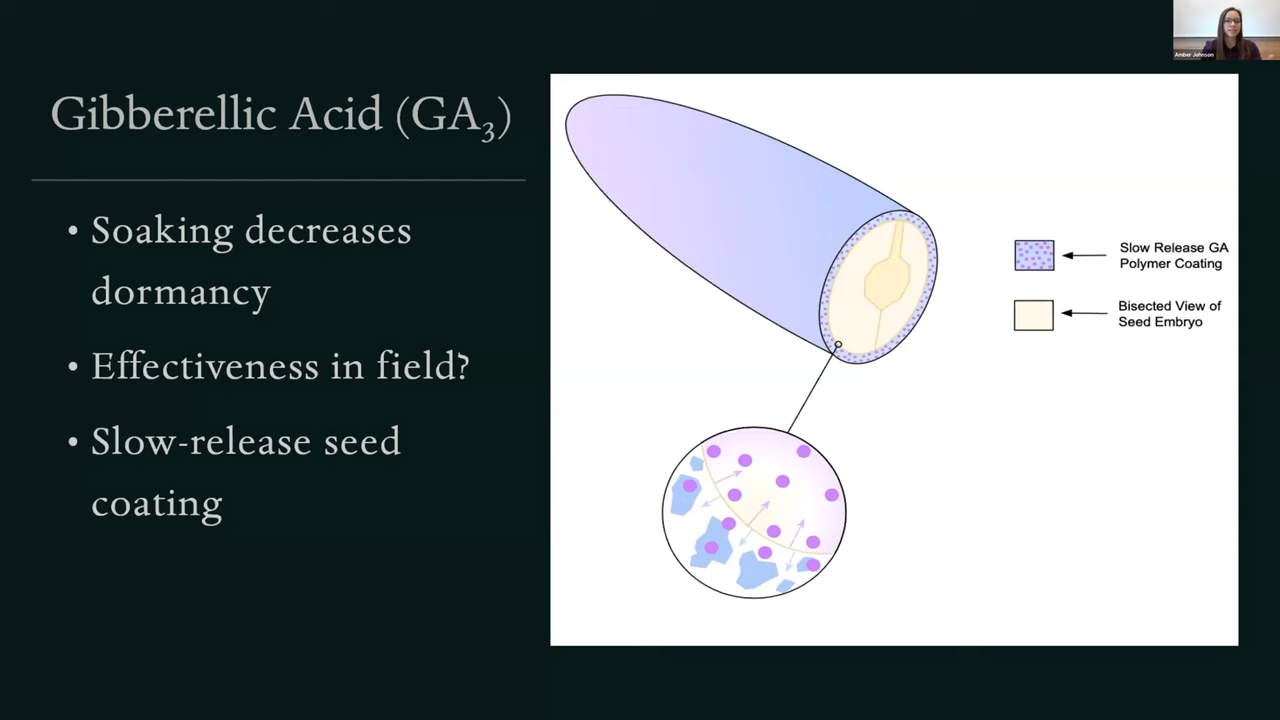 Amber Johnson
Gibberellic Acid (GA₃)
• Soaking decreases
dormancy
• Effectiveness in field?
• Slow-release seed
coating
Slow Release GA
Polymer Coating
Bisected View of
Seed Embryo